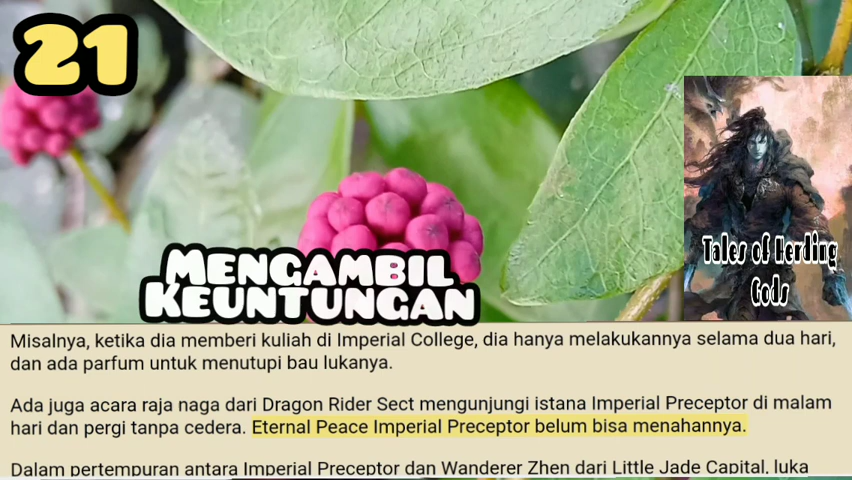 21
MENGAMBIL
KEUNTUNGAN
Tales of Herding
Gods
Misalnya, ketika dia memberi kuliah di Imperial College, dia hanya melakukannya selama dua hari,
dan ada parfum untuk menutupi bau lukanya.
Ada juga acara raja naga dari Dragon Rider Sect mengunjungi istana Imperial Preceptor di malam
hari dan pergi tanpa cedera. Eternal Peace Imperial Preceptor belum bisa menahannya.
Dalam pertempuran antara Imperial Preceptor dan Wanderer Zhen dari Little Jade Capital, luka